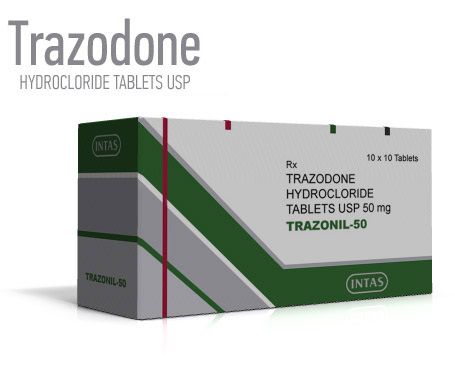 Trazodone
HYDROCLORIDE TABLETS USP
INTAS
Rx
10 x 10 Tablets
TRAZODONE
HYDROCLORIDE
TABLETS USP 50 mg
TRAZONIL-50
TRAZONIL-50
INTAS